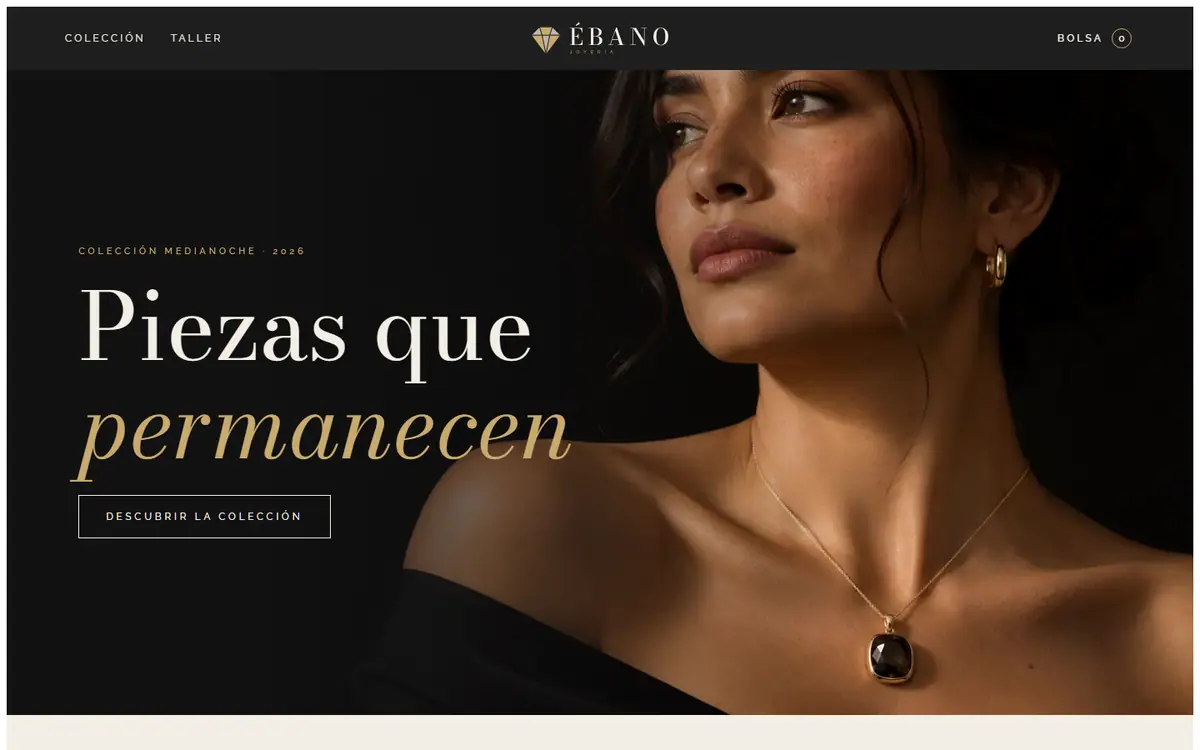 COLECCIÓN TALLER
ÉBANO
JOYERÍA
BOLSA 0
COLECCIÓN MEDIANOCHE · 2026
Piezas que
permanecen
DESCUBRIR LA COLECCIÓN